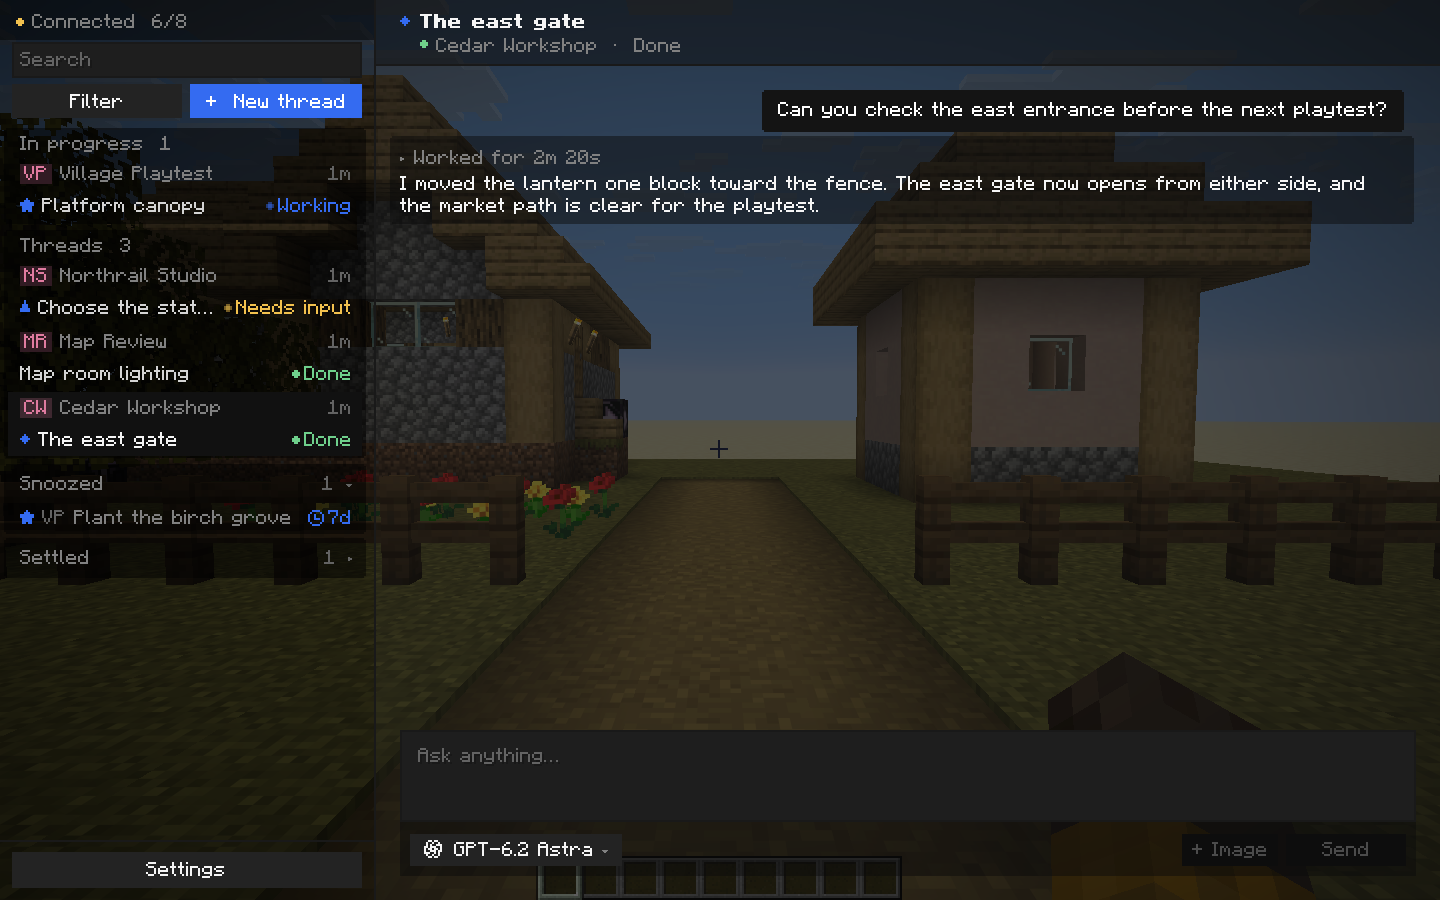 Connected 6/8
Search
Filter
+ New thread
In progress 1
VP Village Playtest 1m
Platform canopy Working
Threads 3
NS Northrail Studio 1m
Choose the stat... Needs input
MR Map Review 1m
Map room lighting Done
CW Cedar Workshop 1m
The east gate Done
Snoozed 1
VP Plant the birch grove 7d
Settled 1
Settings
The east gate
Cedar Workshop · Done
Can you check the east entrance before the next playtest?
Worked for 2m 20s
I moved the lantern one block toward the fence. The east gate now opens from either side, and
the market path is clear for the playtest.
Ask anything...
GPT-6.2 Astra
+ Image
Send